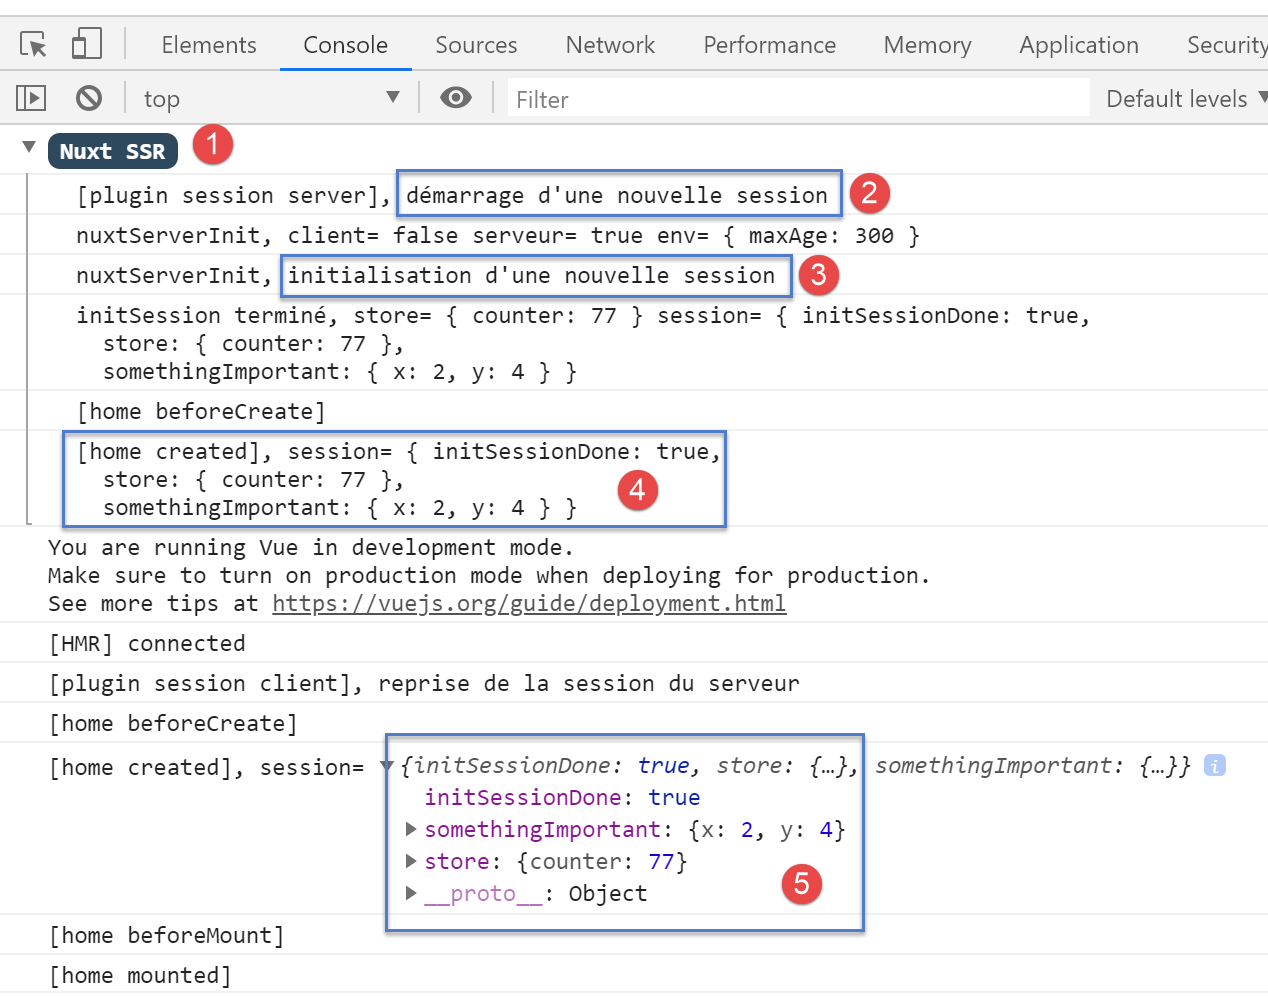 Elements Console Sources Network Performance Memory Application Security
top Filter Default levels
Nuxt SSR 1
[plugin session server], démarrage d'une nouvelle session 2
nuxtServerInit, client= false serveur= true env= { maxAge: 300 }
nuxtServerInit, initialisation d'une nouvelle session 3
initSession terminé, store= { counter: 77 } session= { initSessionDone: true,
store: { counter: 77 },
somethingImportant: { x: 2, y: 4 } }
[home beforeCreate]
[home created], session= { initSessionDone: true,
store: { counter: 77 },
somethingImportant: { x: 2, y: 4 } }
4
You are running Vue in development mode.
Make sure to turn on production mode when deploying for production.
See more tips at https://vuejs.org/guide/deployment.html
[HMR] connected
[plugin session client], reprise de la session du serveur
[home beforeCreate]
[home created], session= {initSessionDone: true, store: {…}, somethingImportant: {…}} i
initSessionDone: true
somethingImportant: {x: 2, y: 4}
store: {counter: 77}
__proto__: Object
5
[home beforeMount]
[home mounted]